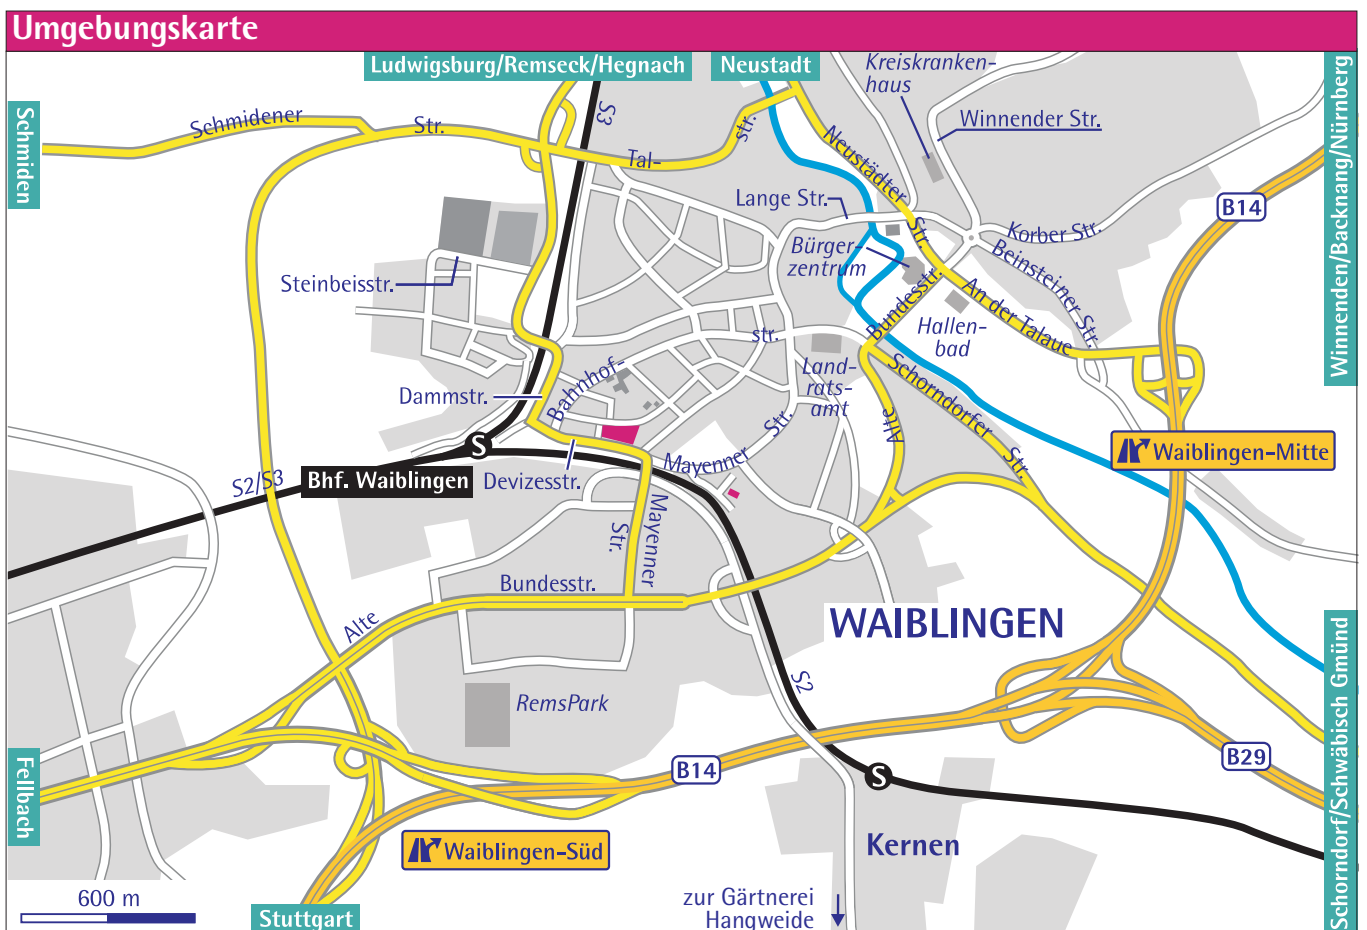 Umgebungskarte
Ludwigsburg/Remseck/Hegnach
Neustadt
Kreiskranken-
haus
Schmiden
Schmidener
Str.
S3
Tal-
str.
Neustädter
Str.
Winnender Str.
Winnenden/Backnang/Nürnberg
B14
Lange Str.
Korber Str.
Bürger-
zentrum
Beinsteiner Str.
Steinbeisstr.
Bundesstr.
An der Talaue
Hallen-
bad
Bahnhof-
str.
Land-
rats-
amt
Schorndorfer
Str.
Dammstr.
Alte
S
Mayenner
Str.
Waiblingen-Mitte
S2/S3
Bhf. Waiblingen
Devizesstr.
Mayenner
Str.
Bundesstr.
Alte
WAIBLINGEN
S2
RemsPark
Schorndorf/Schwäbisch Gmünd
Fellbach
B14
B29
S
Waiblingen-Süd
Kernen
600 m
zur Gärtnerei
Hangweide
Stuttgart